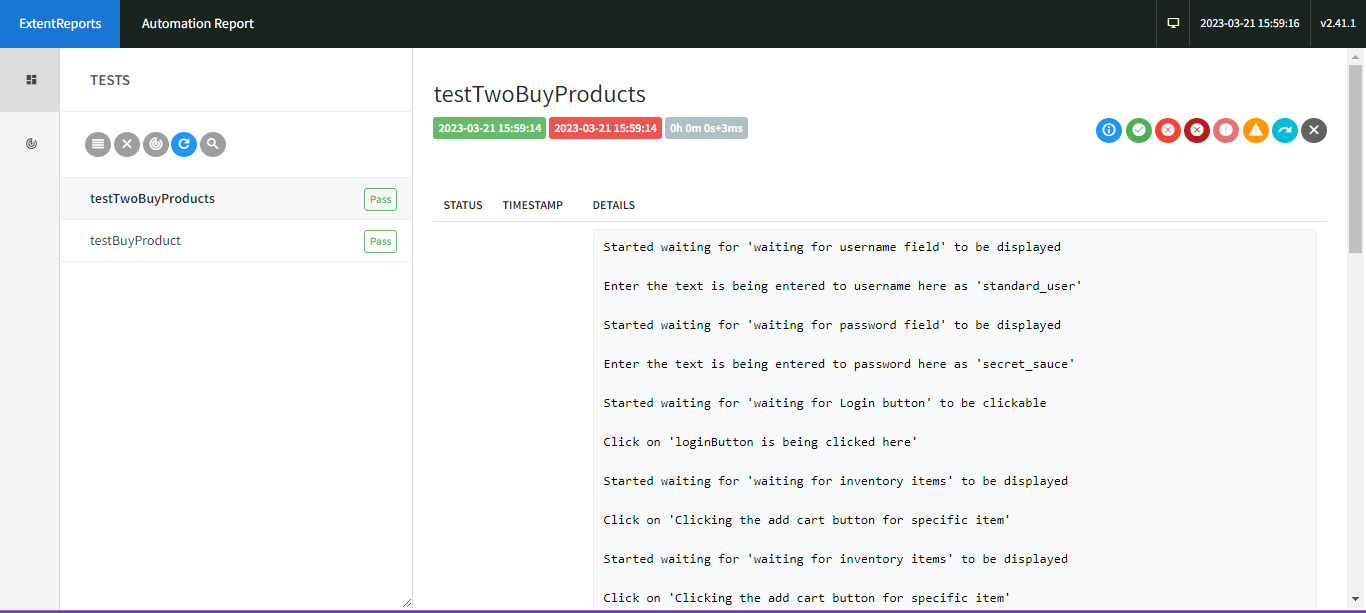 ExtentReports Automation Report 2023-03-21 15:59:16 v2.41.1
TESTS
testTwoBuyProducts Pass
testBuyProduct Pass
testTwoBuyProducts
2023-03-21 15:59:14 2023-03-21 15:59:14 0h 0m 0s+3ms
STATUS TIMESTAMP DETAILS
Started waiting for 'waiting for username field' to be displayed
Enter the text is being entered to username here as 'standard_user'
Started waiting for 'waiting for password field' to be displayed
Enter the text is being entered to password here as 'secret_sauce'
Started waiting for 'waiting for Login button' to be clickable
Click on 'loginButton is being clicked here'
Started waiting for 'waiting for inventory items' to be displayed
Click on 'Clicking the add cart button for specific item'
Started waiting for 'waiting for inventory items' to be displayed
Click on 'Clicking the add cart button for specific item'